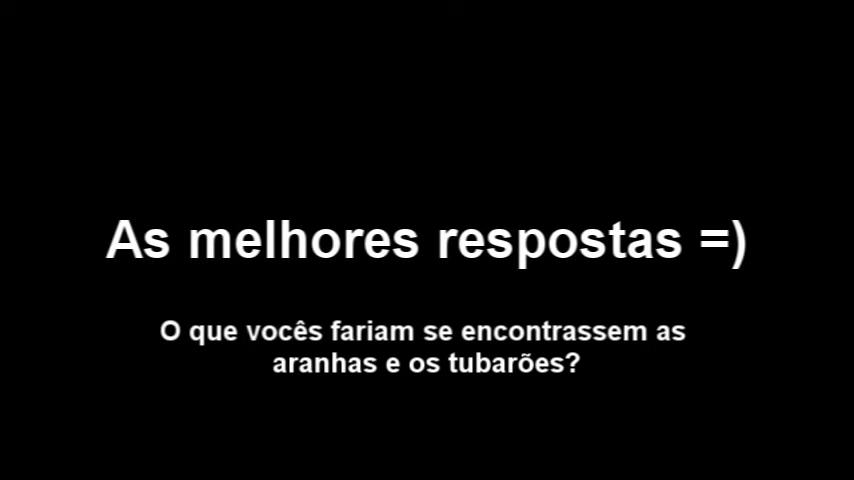 As melhores respostas =)
O que vocês fariam se encontrassem as
aranhas e os tubarões?